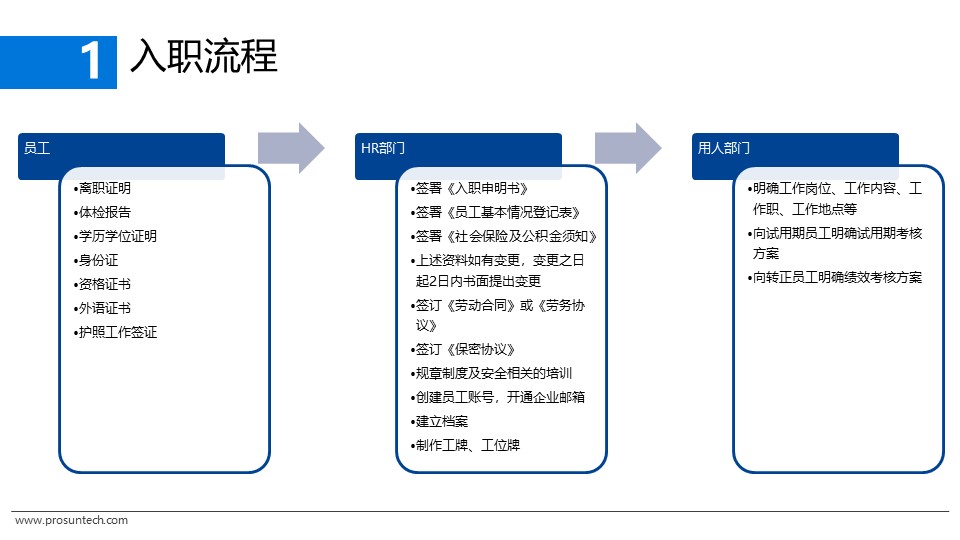 1 入职流程
员工
•离职证明
•体检报告
•学历学位证明
•身份证
•资格证书
•外语证书
•护照工作签证
HR部门
•签署《入职申明书》
•签署《员工基本情况登记表》
•签署《社会保险及公积金须知》
•上述资料如有变更，变更之日
起2日内书面提出变更
•签订《劳动合同》或《劳务协
议》
•签订《保密协议》
•规章制度及安全相关的培训
•创建员工账号，开通企业邮箱
•建立档案
•制作工牌、工位牌
用人部门
•明确工作岗位、工作内容、工
作职、工作地点等
•向试用期员工明确试用期考核
方案
•向转正员工明确绩效考核方案
www.prosuntech.com